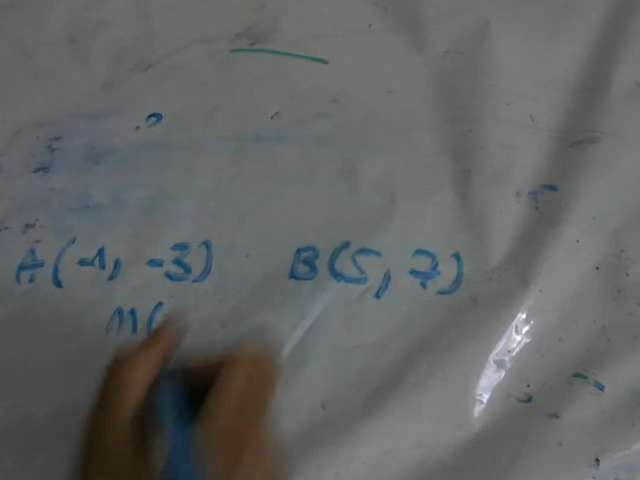 A(-1, -3) B(5, 7)
M(